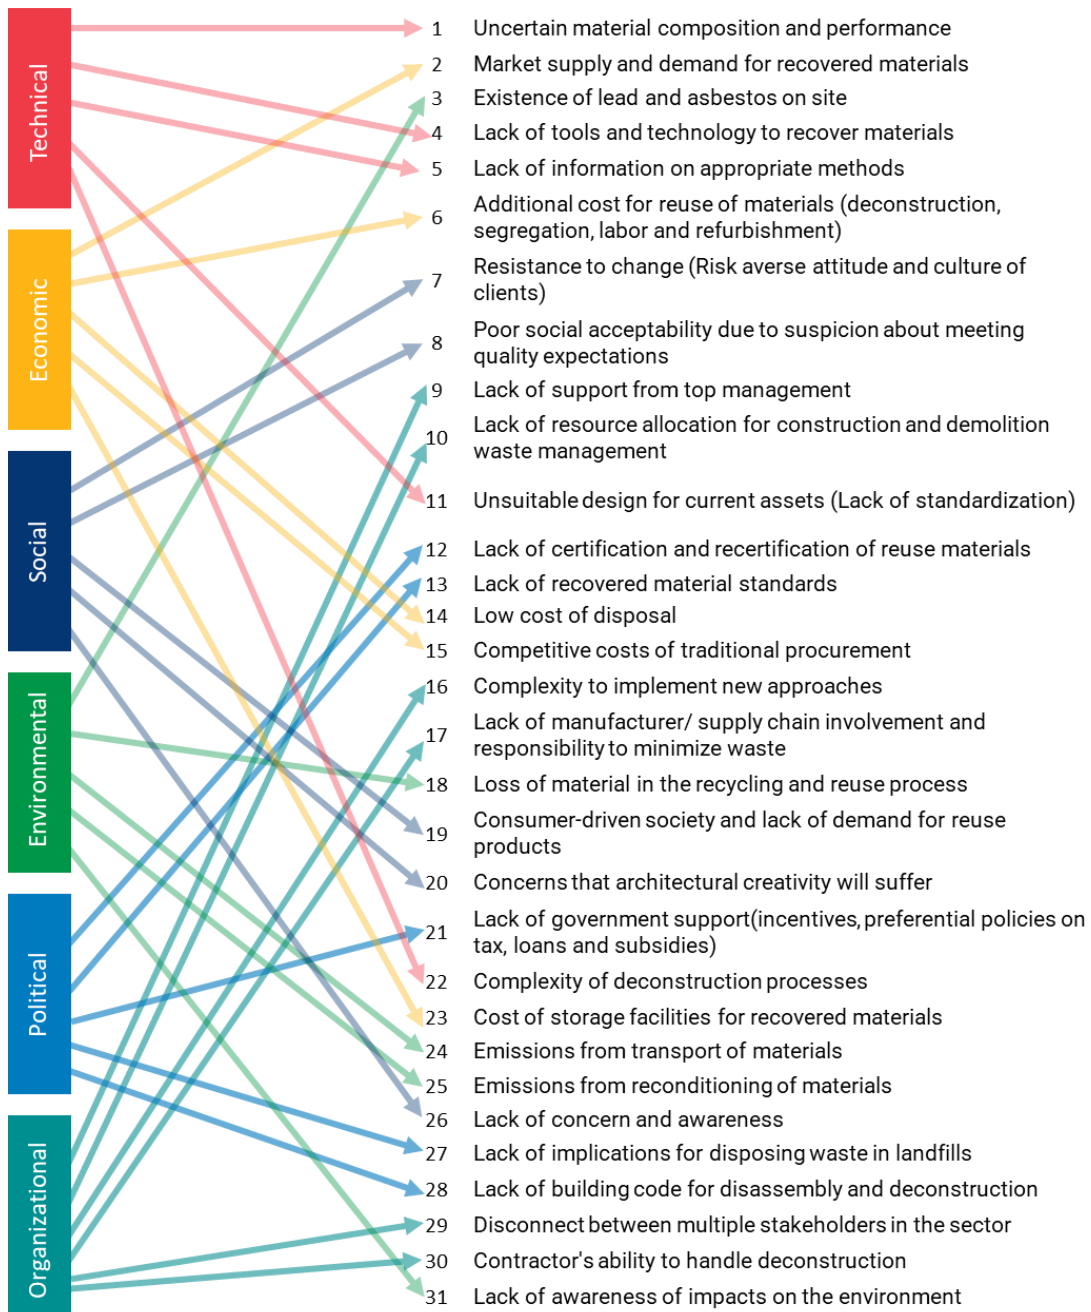 Technical
Economic
Social
Environmental
Political
Organizational
1 Uncertain material composition and performance
2 Market supply and demand for recovered materials
3 Existence of lead and asbestos on site
4 Lack of tools and technology to recover materials
5 Lack of information on appropriate methods
6 Additional cost for reuse of materials (deconstruction,
segregation, labor and refurbishment)
7 Resistance to change (Risk averse attitude and culture of
clients)
8 Poor social acceptability due to suspicion about meeting
quality expectations
9 Lack of support from top management
10 Lack of resource allocation for construction and demolition
waste management
11 Unsuitable design for current assets (Lack of standardization)
12 Lack of certification and recertification of reuse materials
13 Lack of recovered material standards
14 Low cost of disposal
15 Competitive costs of traditional procurement
16 Complexity to implement new approaches
17 Lack of manufacturer/ supply chain involvement and
responsibility to minimize waste
18 Loss of material in the recycling and reuse process
19 Consumer-driven society and lack of demand for reuse
products
20 Concerns that architectural creativity will suffer
21 Lack of government support(incentives, preferential policies on
tax, loans and subsidies)
22 Complexity of deconstruction processes
23 Cost of storage facilities for recovered materials
24 Emissions from transport of materials
25 Emissions from reconditioning of materials
26 Lack of concern and awareness
27 Lack of implications for disposing waste in landfills
28 Lack of building code for disassembly and deconstruction
29 Disconnect between multiple stakeholders in the sector
30 Contractor's ability to handle deconstruction
31 Lack of awareness of impacts on the environment